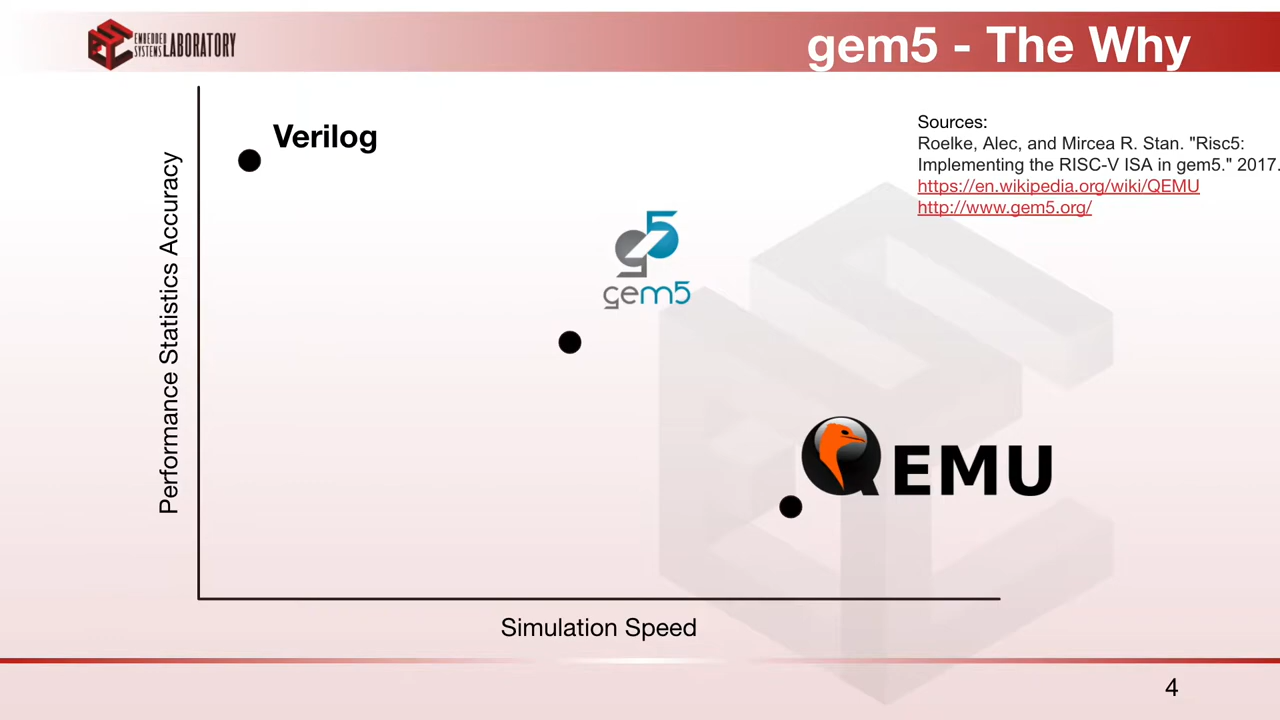 EMBEDDED
SYSTEMS LABORATORY
gem5 - The Why
Verilog
Sources:
Roelke, Alec, and Mircea R. Stan. "Risc5:
Implementing the RISC-V ISA in gem5." 2017.
https://en.wikipedia.org/wiki/QEMU
http://www.gem5.org/
Performance Statistics Accuracy
gem5
QEMU
Simulation Speed
4